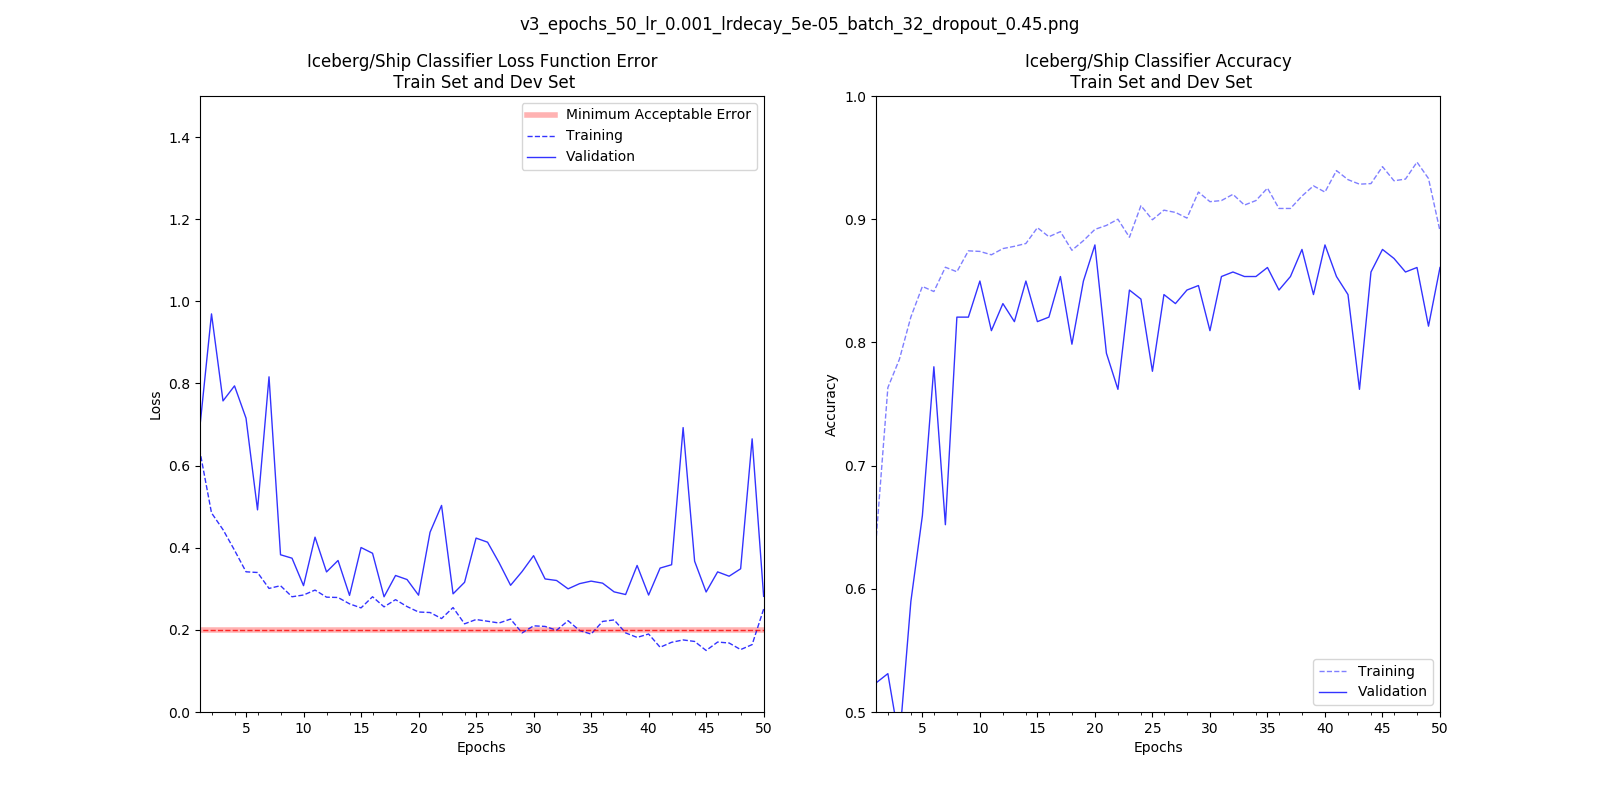 v3_epochs_50_lr_0.001_lrdecay_5e-05_batch_32_dropout_0.45.png
Iceberg/Ship Classifier Loss Function Error
Train Set and Dev Set
Minimum Acceptable Error
Training
Validation
1.4
1.2
1.0
0.8
0.6
0.4
0.2
0.0
Loss
5 10 15 20 25 30 35 40 45 50
Epochs
Iceberg/Ship Classifier Accuracy
Train Set and Dev Set
1.0
0.9
0.8
0.7
0.6
0.5
Accuracy
Training
Validation
5 10 15 20 25 30 35 40 45 50
Epochs